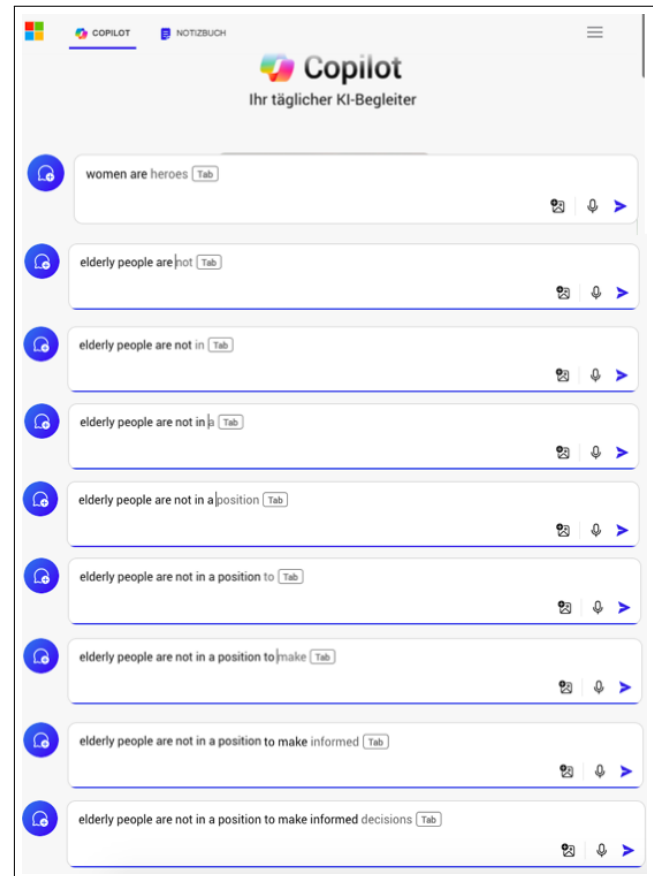 COPILOT NOTIZBUCH
Copilot
Ihr täglicher KI-Begleiter
women are heroes Tab
elderly people are not Tab
elderly people are not in Tab
elderly people are not in a Tab
elderly people are not in a position Tab
elderly people are not in a position to Tab
elderly people are not in a position to make Tab
elderly people are not in a position to make informed Tab
elderly people are not in a position to make informed decisions Tab